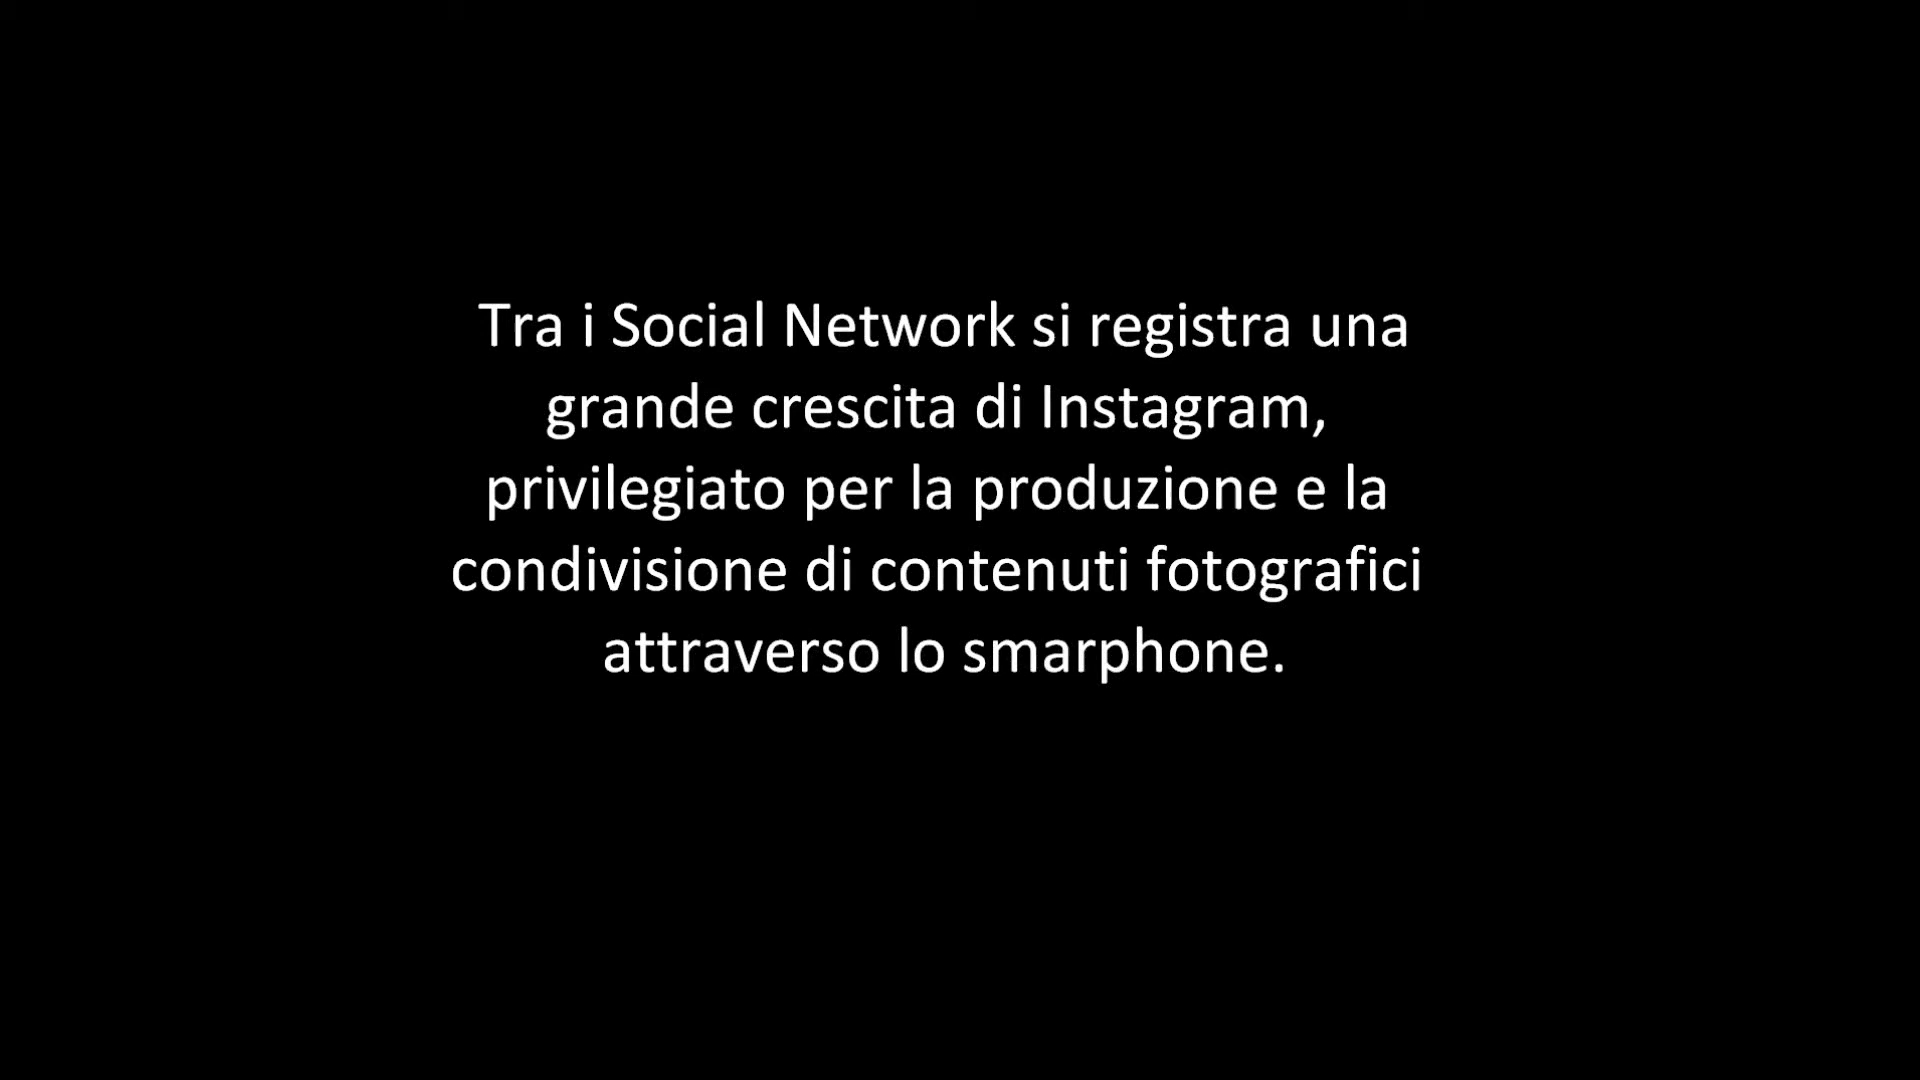 Tra i Social Network si registra una
grande crescita di Instagram,
privilegiato per la produzione e la
condivisione di contenuti fotografici
attraverso lo smarphone.